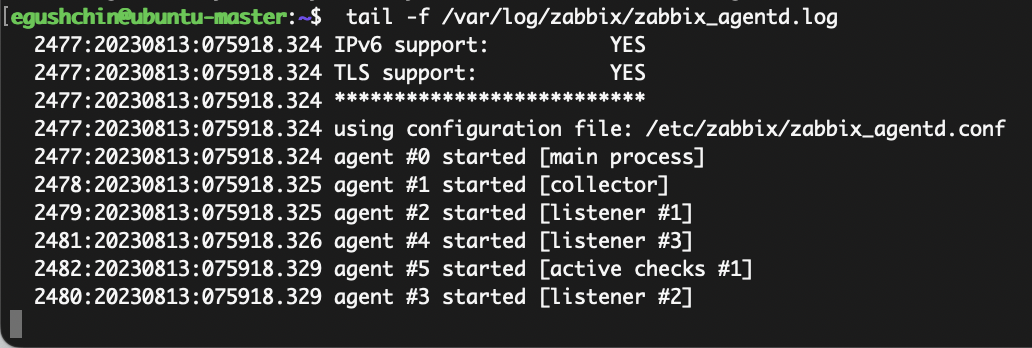 [egushchin@ubuntu-master:~$ tail -f /var/log/zabbix/zabbix_agentd.log
2477:20230813:075918.324 IPv6 support: YES
2477:20230813:075918.324 TLS support: YES
2477:20230813:075918.324 **************************
2477:20230813:075918.324 using configuration file: /etc/zabbix/zabbix_agentd.conf
2477:20230813:075918.324 agent #0 started [main process]
2478:20230813:075918.325 agent #1 started [collector]
2479:20230813:075918.325 agent #2 started [listener #1]
2481:20230813:075918.326 agent #4 started [listener #3]
2482:20230813:075918.329 agent #5 started [active checks #1]
2480:20230813:075918.329 agent #3 started [listener #2]